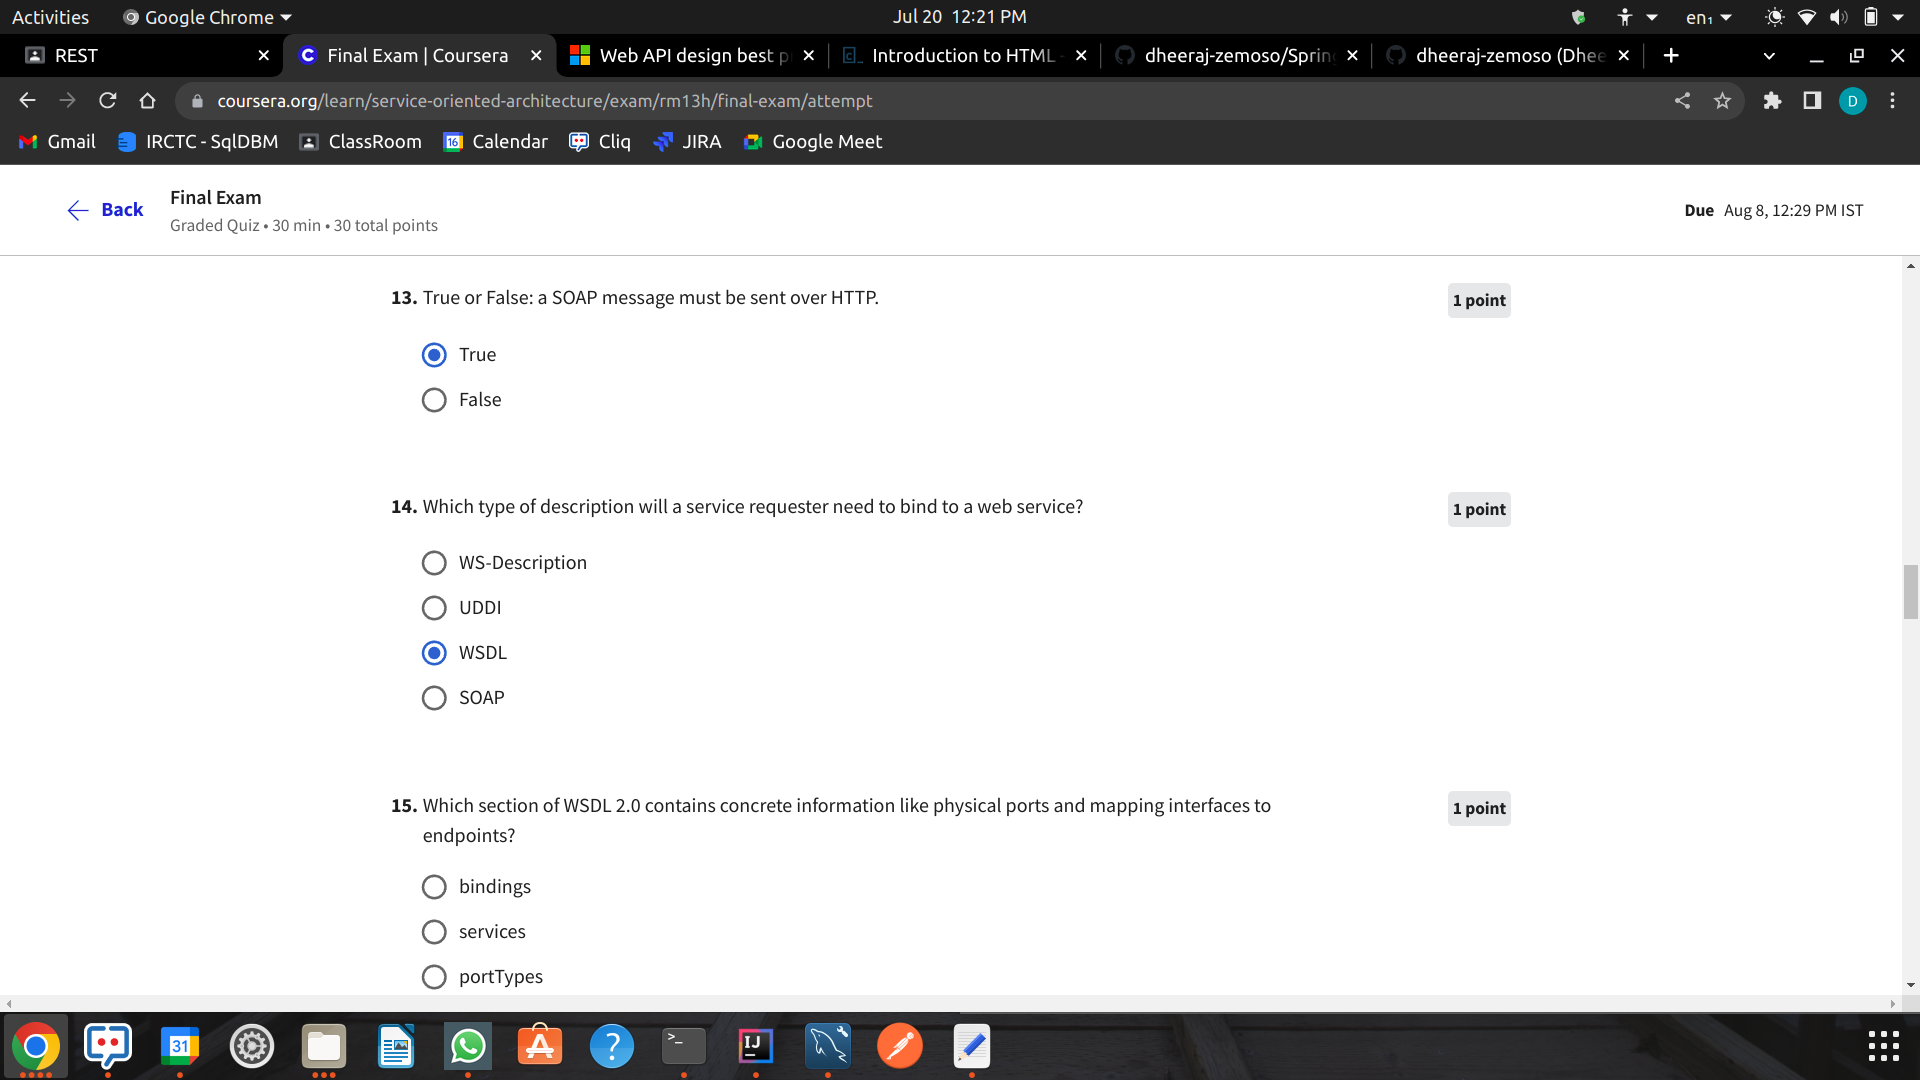 Activities
Google Chrome
Jul 20 12:21 PM
en₁
REST
Final Exam | Coursera
Web API design best p
Introduction to HTML
dheeraj-zemoso/Spring
dheeraj-zemoso (Dhee
coursera.org/learn/service-oriented-architecture/exam/rm13h/final-exam/attempt
D
Gmail
IRCTC - SqlDBM
ClassRoom
16
Calendar
Cliq
JIRA
Google Meet
Back
Final Exam
Graded Quiz • 30 min • 30 total points
Due Aug 8, 12:29 PM IST
13. True or False: a SOAP message must be sent over HTTP.
1 point
True
False
14. Which type of description will a service requester need to bind to a web service?
1 point
WS-Description
UDDI
WSDL
SOAP
15. Which section of WSDL 2.0 contains concrete information like physical ports and mapping interfaces to
endpoints?
1 point
bindings
services
portTypes
31
?
>_
IJ